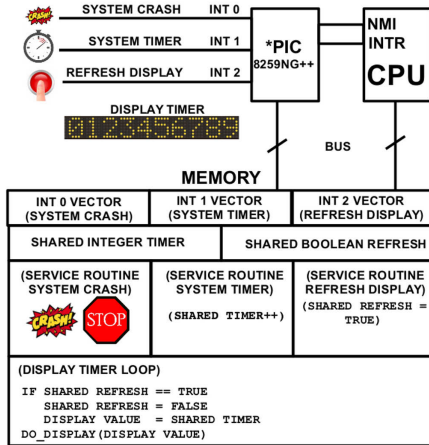 SYSTEM CRASH INT 0
SYSTEM TIMER INT 1
REFRESH DISPLAY INT 2
*PIC
8259NG++
NMI
INTR
CPU
DISPLAY TIMER
0123456789
BUS
MEMORY
INT 0 VECTOR
(SYSTEM CRASH)
INT 1 VECTOR
(SYSTEM TIMER)
INT 2 VECTOR
(REFRESH DISPLAY)
SHARED INTEGER TIMER
SHARED BOOLEAN REFRESH
(SERVICE ROUTINE
SYSTEM CRASH)
CRASH!
STOP
(SERVICE ROUTINE
SYSTEM TIMER)
(SHARED TIMER++)
(SERVICE ROUTINE
REFRESH DISPLAY)
(SHARED REFRESH =
TRUE)
(DISPLAY TIMER LOOP)
IF SHARED REFRESH == TRUE
SHARED REFRESH = FALSE
DISPLAY VALUE = SHARED TIMER
DO_DISPLAY(DISPLAY VALUE)